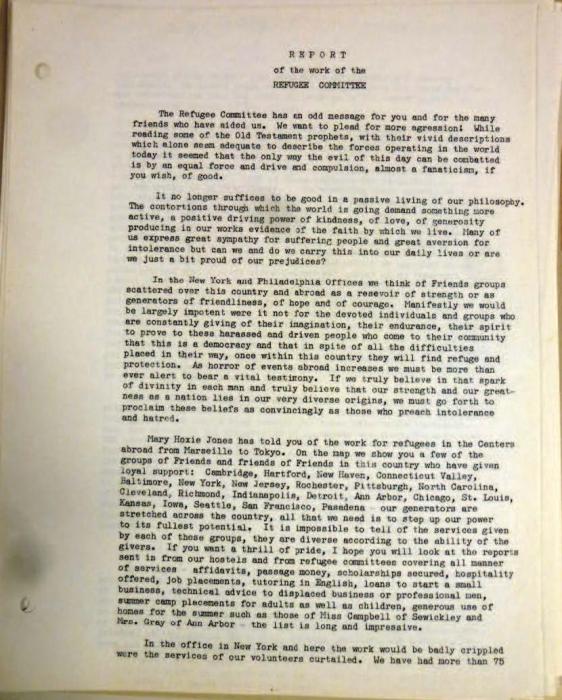 REPORT
of the work of the
REFUGEE COMMITTEE
The Refugee Committee has an odd message for you and for the many
friends who have aided us. We want to plead for more agression! While
reading some of the Old Testament prophets, with their vivid descriptions
which alone seem adequate to describe the forces operating in the world
today it seemed that the only way the evil of this day can be combatted
is by an equal force and drive and compulsion, almost a fanaticism, if
you wish, of good.
It no longer suffices to be good in a passive living of our philosophy.
The contortions through which the world is going demand something more
active, a positive driving power of kindness, of love, of generosity
producing in our works evidence of the faith by which we live. Many of
us express great sympathy for suffering people and great aversion for
intolerance but can we and do we carry this into our daily lives or are
we just a bit proud of our prejudices?
In the New York and Philadelphia Offices we think of Friends groups
scattered over this country and abroad as a resevoir of strength or as
generators of friendliness, of hope and of courage. Manifestly we would
be largely impotent were it not for the devoted individuals and groups who
are constantly giving of their imagination, their endurance, their spirit
to prove to these harassed and driven people who come to their community
that this is a democracy and that in spite of all the difficulties
placed in their way, once within this country they will find refuge and
protection. As horror of events abroad increases we must be more than
ever alert to bear a vital testimony. If we truly believe in that spark
of divinity in each man and truly believe that our strength and our great-
ness as a nation lies in our very diverse origins, we must go forth to
proclaim these beliefs as convincingly as those who preach intolerance
and hatred.
Mary Hoxie Jones has told you of the work for refugees in the Centers
abroad from Marseille to Tokyo. On the map we show you a few of the
groups of Friends and friends of Friends in this country who have given
loyal support: Cambridge, Hartford, New Haven, Connecticut Valley,
Baltimore, New York, New Jersey, Rochester, Pittsburgh, North Carolina,
Cleveland, Richmond, Indianapolis, Detroit, Ann Arbor, Chicago, St. Louis,
Kansas, Iowa, Seattle, San Francisco, Pasadena - our generators are
stretched across the country, all that we need is to step up our power
to its fullest potential. It is impossible to tell of the services given
by each of these groups, they are diverse according to the ability of the
givers. If you want a thrill of pride, I hope you will look at the reports
sent in from our hostels and from refugee committees covering all manner
of services - affidavits, passage money, scholarships secured, hospitality
offered, job placements, tutoring in English, loans to start a small
business, technical advice to displaced business or professional men,
summer camp placements for adults as well as children, generous use of
homes for the summer such as those of Miss Campbell of Sewickley and
Mrs. Gray of Ann Arbor - the list is long and impressive.
In the office in New York and here the work would be badly crippled
were the services of our volunteers curtailed. We have had more than 75